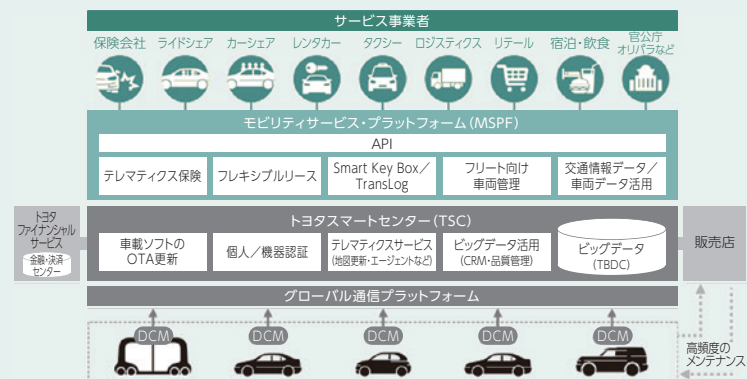 サービス事業者
保険会社 ライドシェア カーシェア レンタカー タクシー ロジスティクス リテール 宿泊・飲食 官公庁
オリパラなど
モビリティサービス・プラットフォーム(MSPF)
API
テレマティクス保険 フレキシブルリース Smart Key Box/
TransLog フリート向け
車両管理 交通情報データ/
車両データ活用
トヨタ
ファイナンシャル
サービス
金融・決済
センター
トヨタスマートセンター(TSC)
車載ソフトの
OTA更新 個人/機器認証 テレマティクスサービス
(地図更新・エージェントなど) ビッグデータ活用
(CRM・品質管理) ビッグデータ
(TBDC)
販売店
グローバル通信プラットフォーム
DCM DCM DCM DCM DCM
高頻度の
メンテナンス